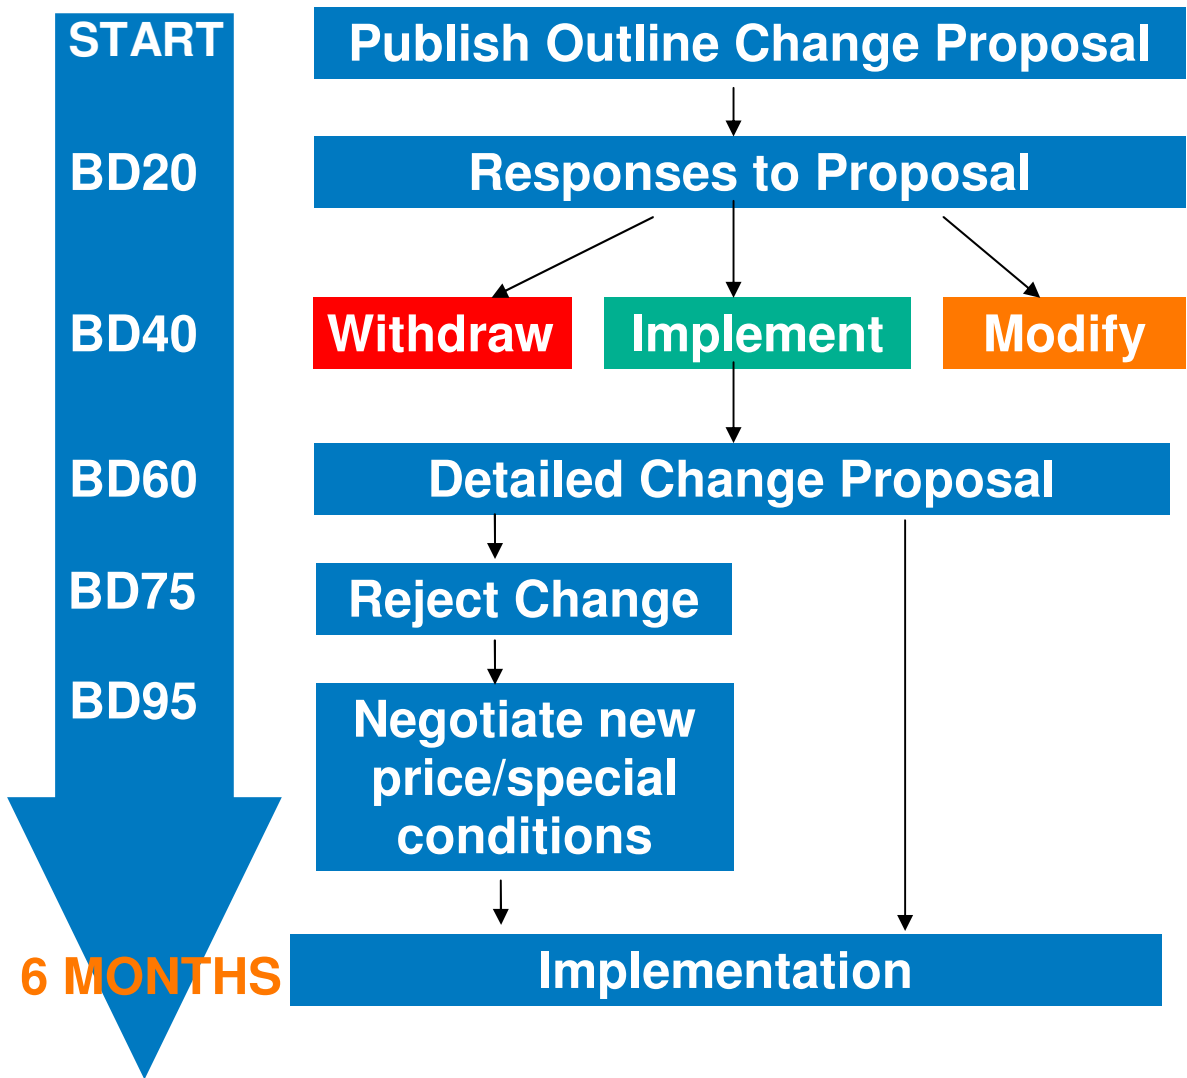 START
Publish Outline Change Proposal
BD20
Responses to Proposal
BD40
Withdraw
Implement
Modify
BD60
Detailed Change Proposal
BD75
Reject Change
BD95
Negotiate new
price/special
conditions
6 MONTHS
Implementation